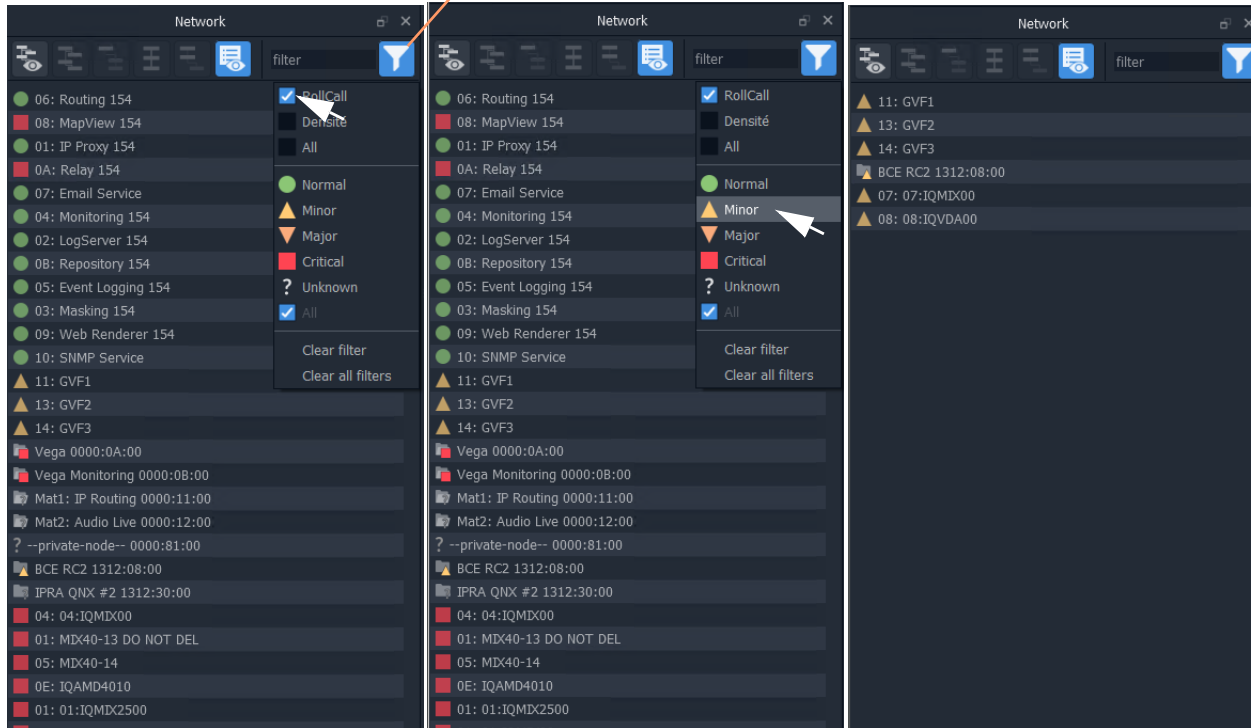 Network
filter
06: Routing 154
08: MapView 154
01: IP Proxy 154
0A: Relay 154
07: Email Service
04: Monitoring 154
02: LogServer 154
0B: Repository 154
05: Event Logging 154
03: Masking 154
09: Web Renderer 154
10: SNMP Service
11: GVF1
13: GVF2
14: GVF3
Vega 0000:0A:00
Vega Monitoring 0000:0B:00
Mat1: IP Routing 0000:11:00
Mat2: Audio Live 0000:12:00
? --private-node-- 0000:81:00
BCE RC2 1312:08:00
IPRA QNX #2 1312:30:00
04: 04:IQMIX00
01: MIX40-13 DO NOT DEL
05: MIX40-14
0E: IQAMD4010
01: 01:IQMIX2500
RollCall
Densité
All
Normal
Minor
Major
Critical
? Unknown
All
Clear filter
Clear all filters
Network
filter
06: Routing 154
08: MapView 154
01: IP Proxy 154
0A: Relay 154
07: Email Service
04: Monitoring 154
02: LogServer 154
0B: Repository 154
05: Event Logging 154
03: Masking 154
09: Web Renderer 154
10: SNMP Service
11: GVF1
13: GVF2
14: GVF3
Vega 0000:0A:00
Vega Monitoring 0000:0B:00
Mat1: IP Routing 0000:11:00
Mat2: Audio Live 0000:12:00
? --private-node-- 0000:81:00
BCE RC2 1312:08:00
IPRA QNX #2 1312:30:00
04: 04:IQMIX00
01: MIX40-13 DO NOT DEL
05: MIX40-14
0E: IQAMD4010
01: 01:IQMIX2500
RollCall
Densité
All
Normal
Minor
Major
Critical
? Unknown
All
Clear filter
Clear all filters
Network
filter
11: GVF1
13: GVF2
14: GVF3
BCE RC2 1312:08:00
07: 07:IQMIX00
08: 08:IQVDA00